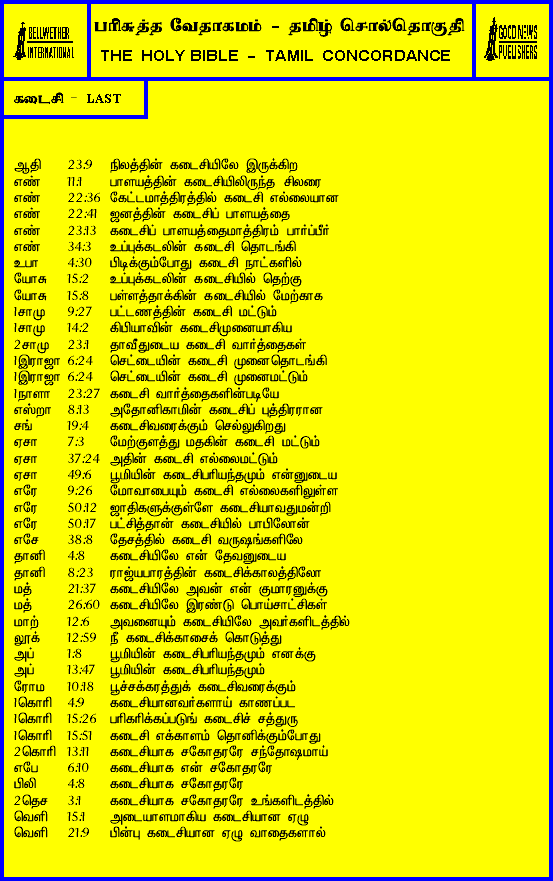 BELLWETHER
INTERNATIONAL
பரிசுத்த வேதாகமம் - தமிழ் சொல்தொகுதி
THE HOLY BIBLE - TAMIL CONCORDANCE
GOOD NEWS
PUBLISHERS
கடைசி - LAST
ஆதி 23:9 நிலத்தின் கடைசியிலே இருக்கிற
எண் 11:1 பாளயத்தின் கடைசியிலிருந்த சிலரை
எண் 22:36 கேட்டமாத்திரத்தில் கடைசி எல்லையான
எண் 22:41 ஜனத்தின் கடைசிப் பாளயத்தை
எண் 23:13 கடைசிப் பாளயத்தைமாத்திரம் பார்ப்பீர்
எண் 34:3 உப்புக்கடலின் கடைசி தொடங்கி
உபா 4:30 பிடிக்கும்போது கடைசி நாட்களில்
யோசு 15:2 உப்புக்கடலின் கடைசியில் தெற்கு
யோசு 15:8 பள்ளத்தாக்கின் கடைசியில் மேற்காக
1சாமு 9:27 பட்டணத்தின் கடைசி மட்டும்
1சாமு 14:2 கிபியாவின் கடைசிமுனையாகிய
2சாமு 23:1 தாவீதுடைய கடைசி வார்த்தைகள்
1இராஜா 6:24 செட்டையின் கடைசி முனைதொடங்கி
1இராஜா 6:24 செட்டையின் கடைசி முனைமட்டும்
1நாளா 23:27 கடைசி வார்த்தைகளின்படியே
எஸ்றா 8:13 அதோனிகாமின் கடைசிப் புத்திரரான
சங் 19:4 கடைசிவரைக்கும் செல்லுகிறது
ஏசா 7:3 மேற்குளத்து மதகின் கடைசி மட்டும்
ஏசா 37:24 அதின் கடைசி எல்லைமட்டும்
ஏசா 49:6 பூமியின் கடைசிபரியந்தமும் என்னுடைய
எரே 9:26 மோவாபையும் கடைசி எல்லைகளிலுள்ள
எரே 50:12 ஜாதிகளுக்குள்ளே கடைசியாவதுமன்றி
எரே 50:17 பட்சித்தான் கடைசியில் பாபிலோன்
எசே 38:8 தேசத்தில் கடைசி வருஷங்களிலே
தானி 4:8 கடைசியிலே என் தேவனுடைய
தானி 8:23 ராஜ்யபாரத்தின் கடைசிக்காலத்திலோ
மத் 21:37 கடைசியிலே அவன் என் குமாரனுக்கு
மத் 26:60 கடைசியிலே இரண்டு பொய்சாட்சிகள்
மாற் 12:6 அவனையும் கடைசியிலே அவர்களிடத்தில்
லூக் 12:59 நீ கடைசிக்காசைக் கொடுத்து
அப் 1:8 பூமியின் கடைசிபரியந்தமும் எனக்கு
அப் 13:47 பூமியின் கடைசிபரியந்தமும்
ரோம 10:18 பூச்சக்கரத்துக் கடைசிவரைக்கும்
1கொரி 4:9 கடைசியானவர்களாய் காணப்பட
1கொரி 15:26 பரிகரிக்கப்படுங் கடைசிச் சத்துரு
1கொரி 15:51 கடைசி எக்காளம் தொனிக்கும்போது
2கொரி 13:11 கடைசியாக சகோதரரே சந்தோஷமாய்
எபே 6:10 கடைசியாக என் சகோதரரே
பிலி 4:8 கடைசியாக சகோதரரே
2தெச 3:1 கடைசியாக சகோதரரே உங்களிடத்தில்
வெளி 15:1 அடையாளமாகிய கடைசியான ஏழு
வெளி 21:9 பின்பு கடைசியான ஏழு வாதைகளால்